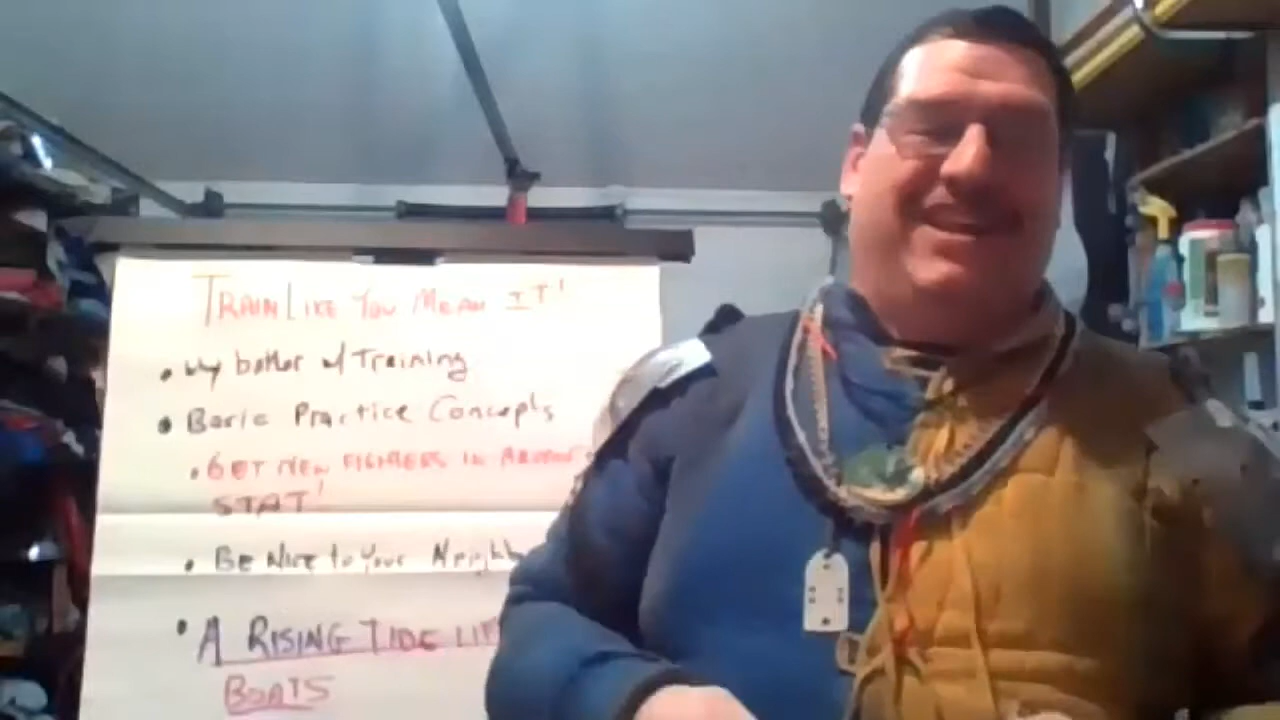 TRAIN LIKE YOU MEAN IT!
• Why bother w/ Training
• Basic Practice Concepts
• GET NEW FIGHTERS IN
STAT!
• BE NICE to Your
• A RISING TIDE
BOATS